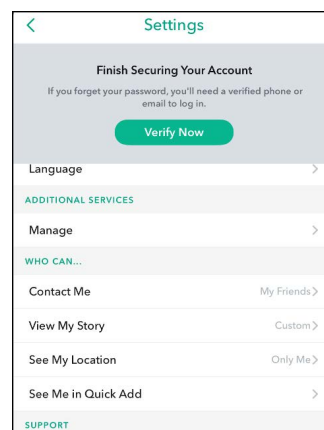 Settings
Finish Securing Your Account
If you forget your password, you'll need a verified phone or
email to log in.
Verify Now
Language
ADDITIONAL SERVICES
Manage
WHO CAN...
Contact Me My Friends
View My Story Custom
See My Location Only Me
See Me in Quick Add
SUPPORT